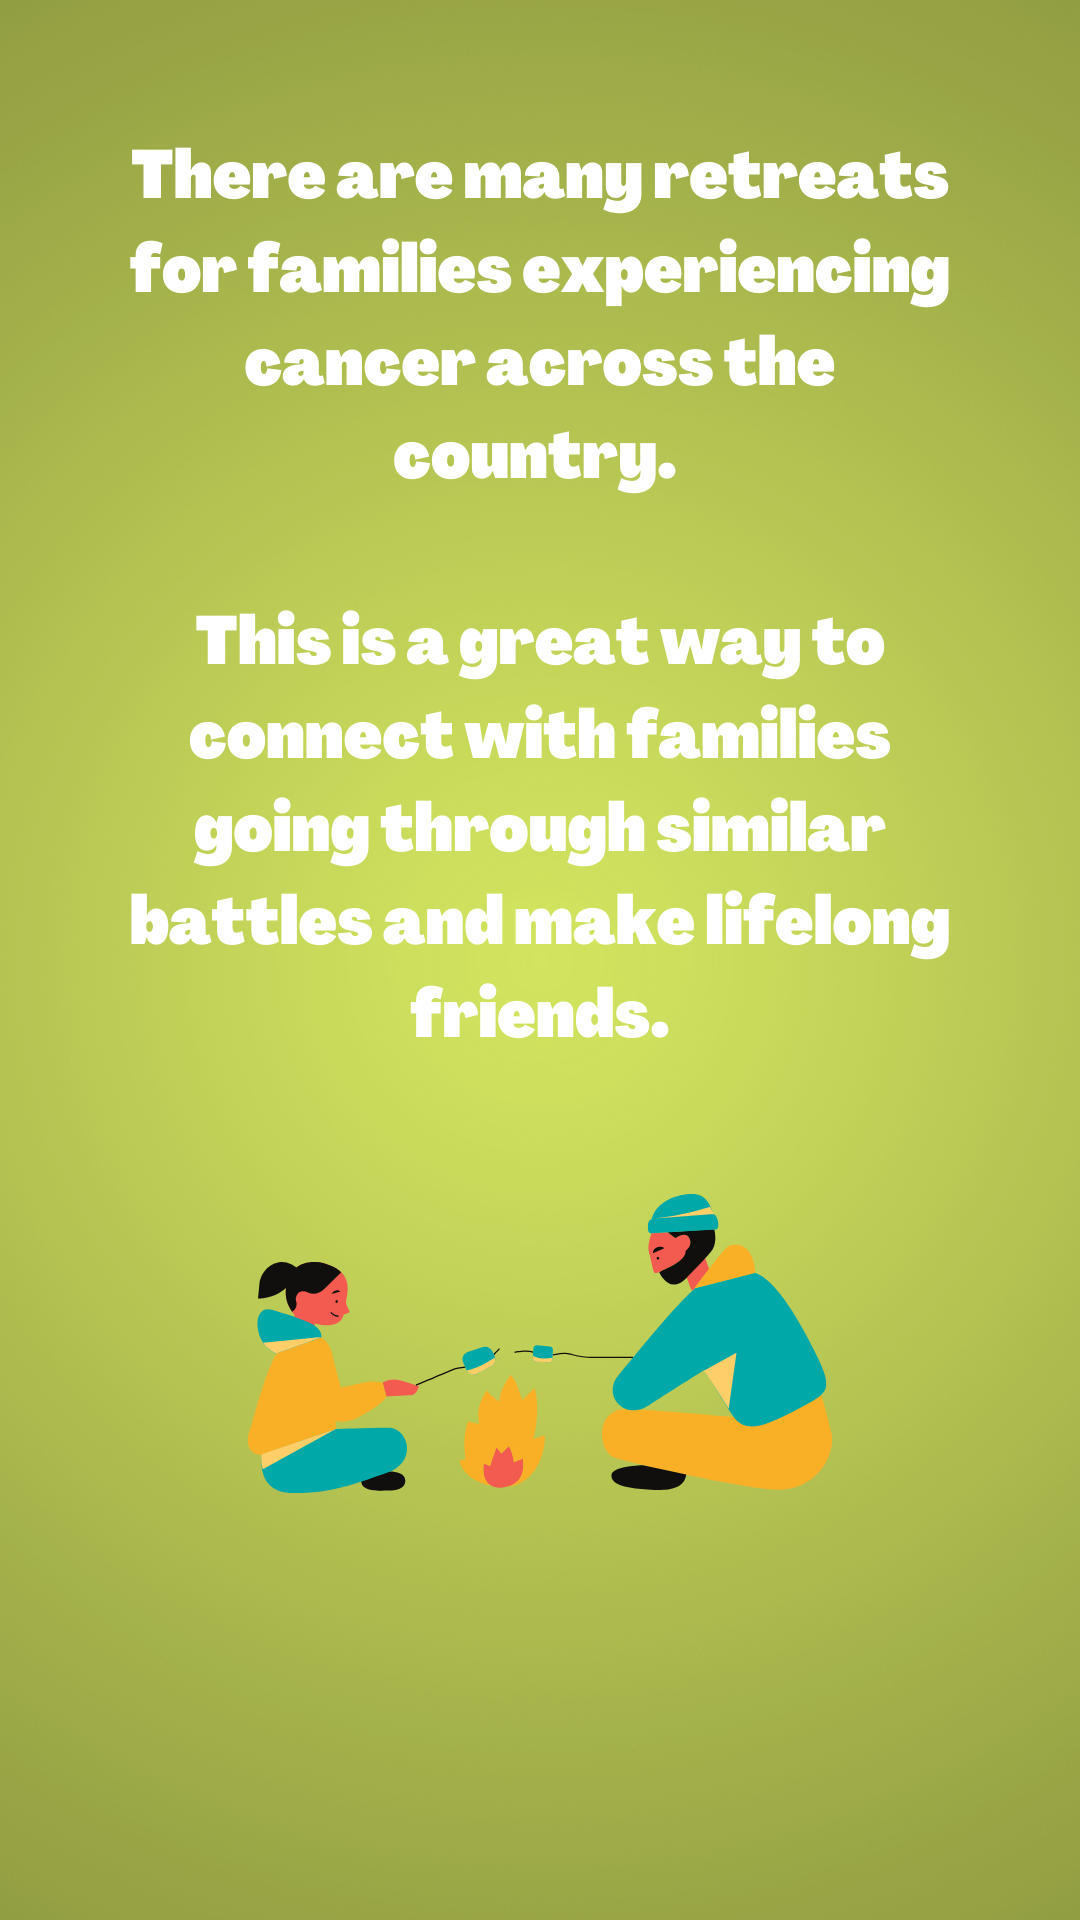 There are many retreats
for families experiencing
cancer across the
country.
This is a great way to
connect with families
going through similar
battles and make lifelong
friends.